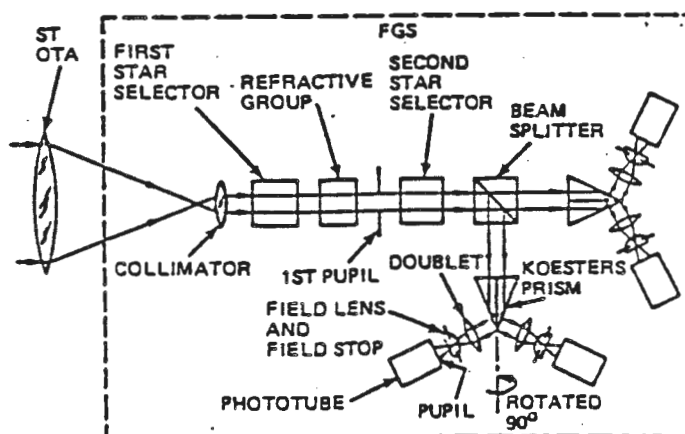 ST
OTA
FGS
FIRST
STAR
SELECTOR
REFRACTIVE
GROUP
SECOND
STAR
SELECTOR
BEAM
SPLITTER
COLLIMATOR
1ST PUPIL
DOUBLET
KOESTERS
PRISM
FIELD LENS
AND
FIELD STOP
PHOTOTUBE
PUPIL
ROTATED
90°